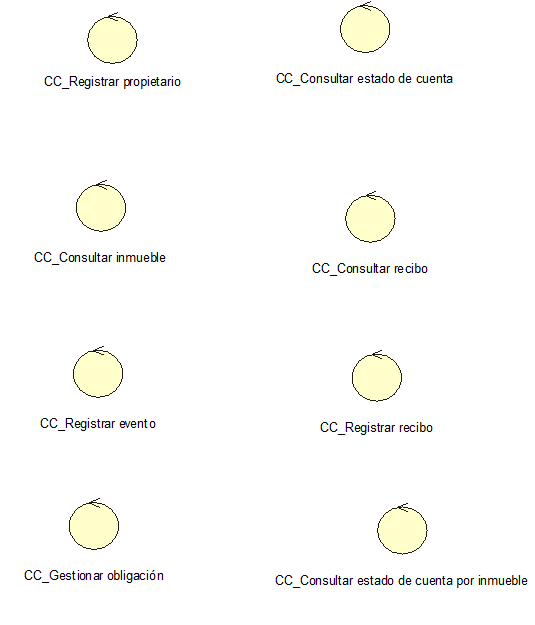 CC_Registrar propietario
CC_Consultar estado de cuenta
CC_Consultar inmueble
CC_Consultar recibo
CC_Registrar evento
CC_Registrar recibo
CC_Gestionar obligación
CC_Consultar estado de cuenta por inmueble